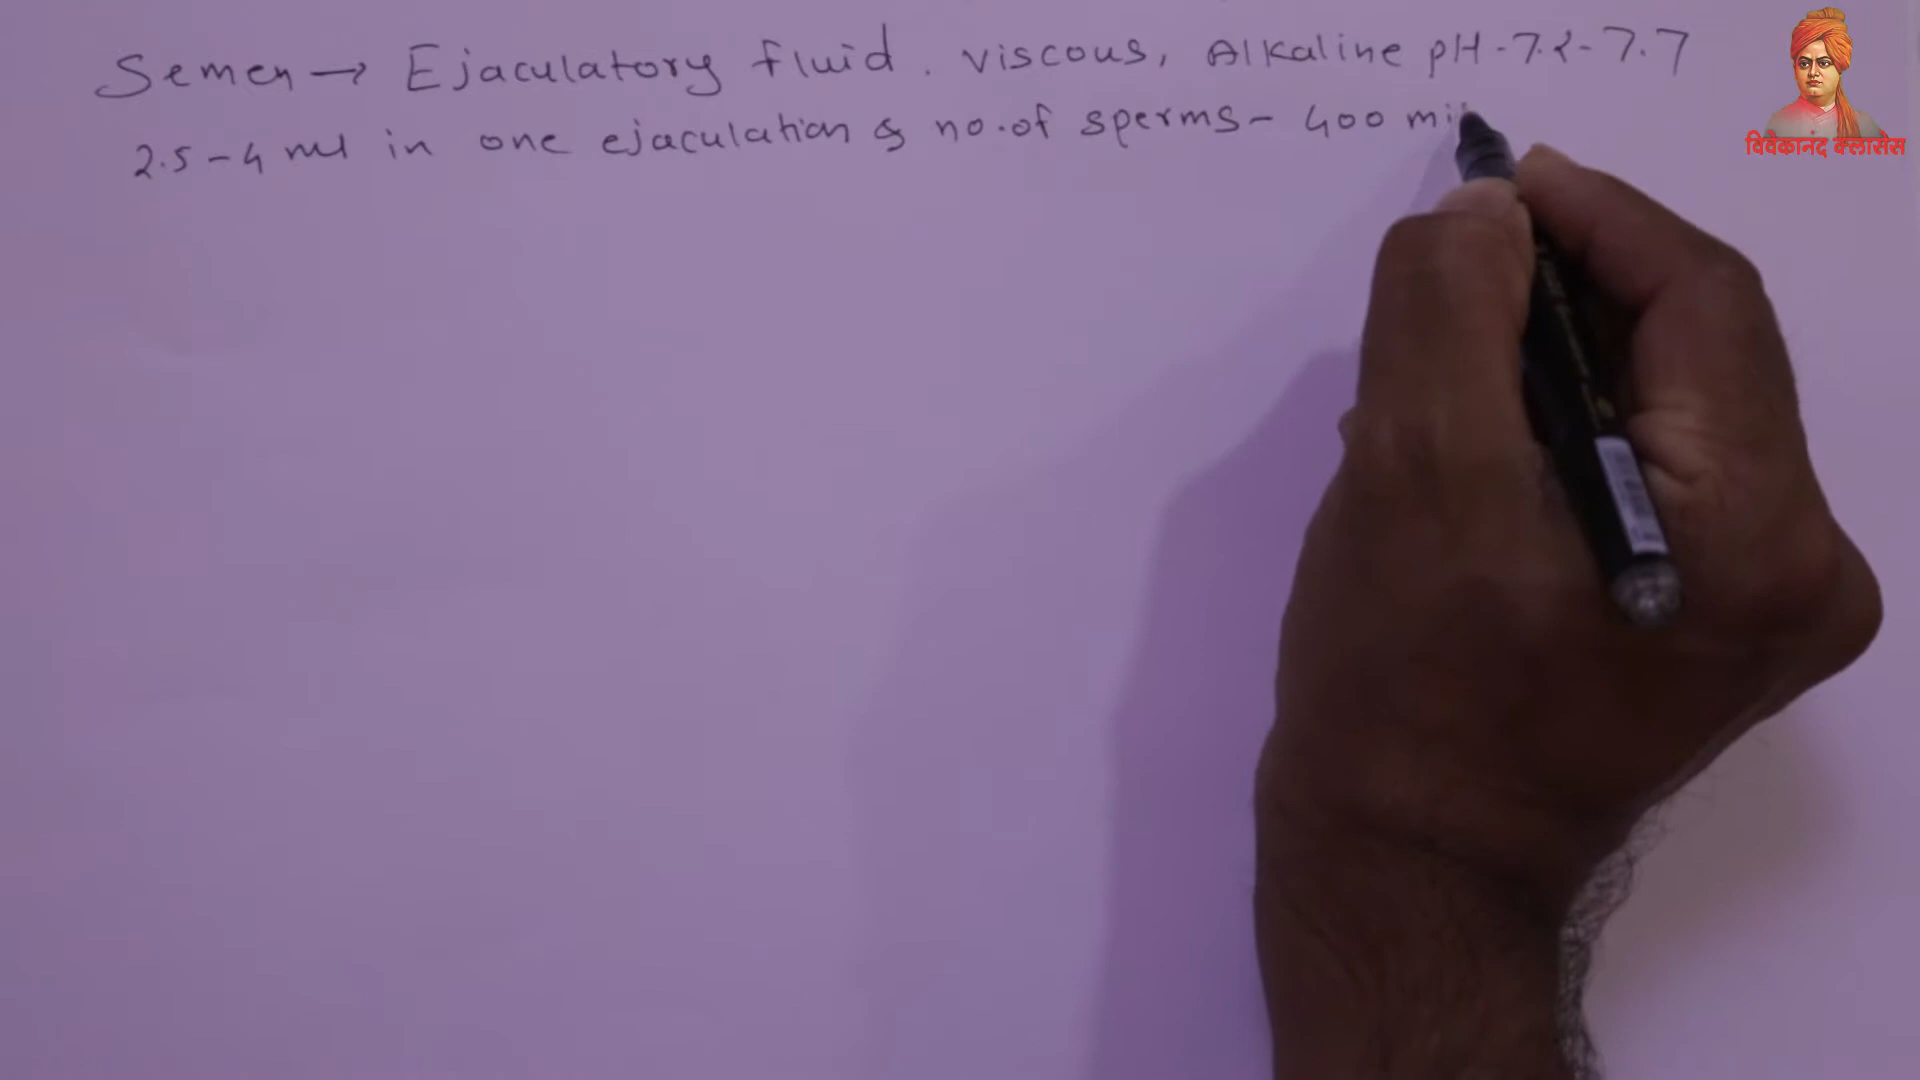 Semen → Ejaculatory fluid. viscous, Alkaline pH-7.2-7.7
2.5-4 ml in one ejaculation & no.of sperms- 400 mi
विवेकानंद क्लासेस